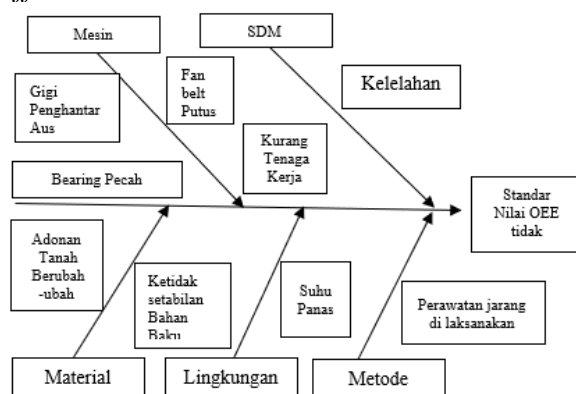 Mesin
SDM
Gigi
Penghantar
Aus
Fan
belt
Putus
Kelelahan
Kurang
Tenaga
Kerja
Bearing Pecah
Standar
Nilai OEE
tidak
Adonan
Tanah
Berubah
-ubah
Ketidak
setabilan
Bahan
Baku
Suhu
Panas
Perawatan jarang
di laksanakan
Material
Lingkungan
Metode